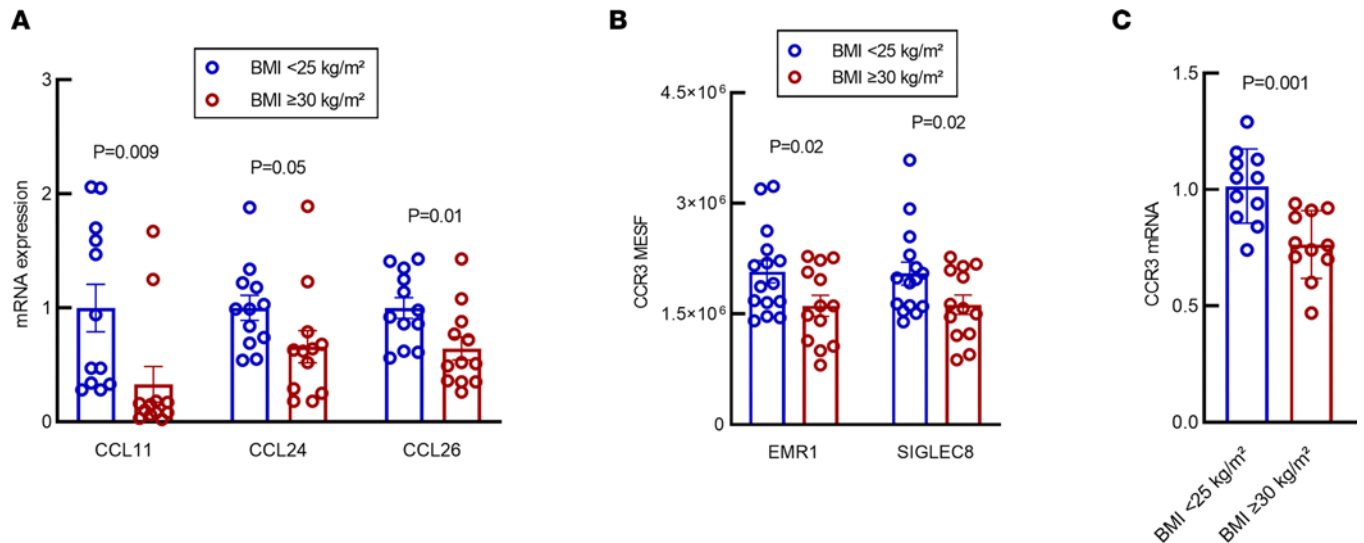 A
BMI <25 kg/m²
BMI ≥30 kg/m²
3
2
1
0
mRNA expression
P=0.009
P=0.05
P=0.01
CCL11
CCL24
CCL26
B
BMI <25 kg/m²
BMI ≥30 kg/m²
4.5×10⁶
3×10⁶
1.5×10⁶
0
CCR3 MESF
P=0.02
P=0.02
EMR1
SIGLEC8
C
1.5
1.0
0.5
0.0
CCR3 mRNA
P=0.001
BMI <25 kg/m²
BMI ≥30 kg/m²